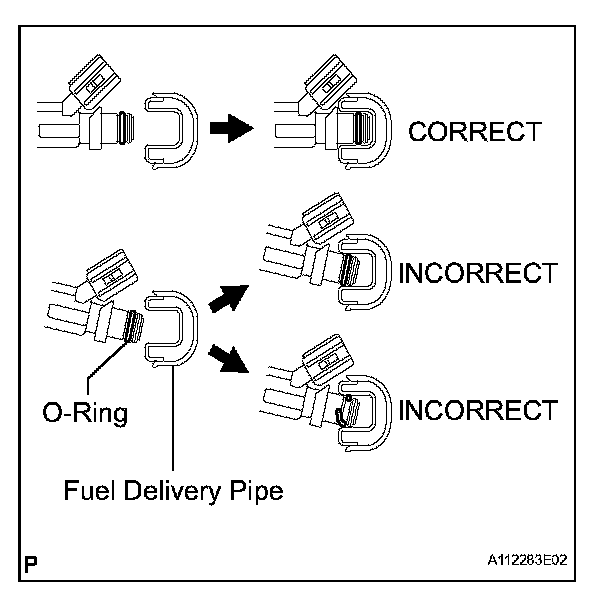 CORRECT
INCORRECT
O-Ring
INCORRECT
Fuel Delivery Pipe
P
A112283E02